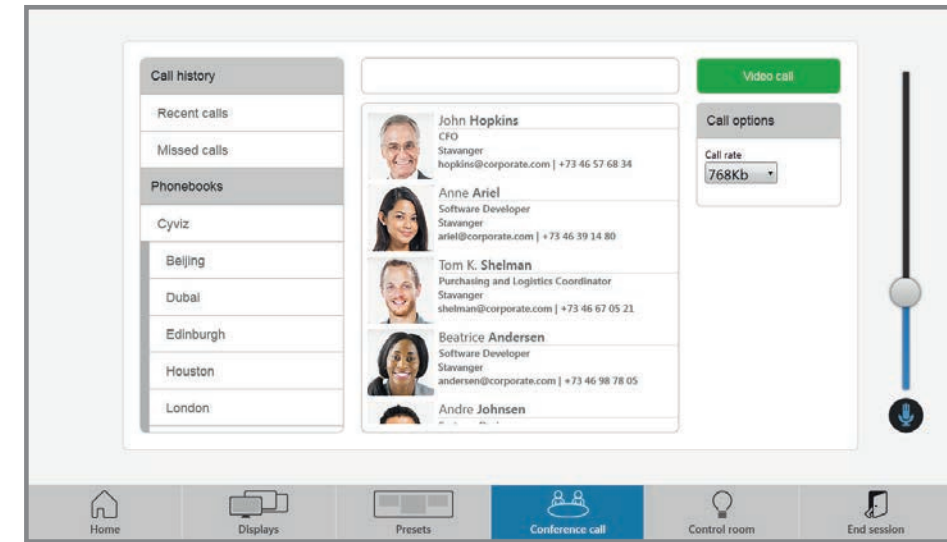 Call history
Recent calls
Missed calls
Phonebooks
Cyviz
Beijing
Dubai
Edinburgh
Houston
London
John Hopkins
CFO
Stavanger
hopkins@corporate.com | +73 46 57 68 34
Anne Ariel
Software Developer
Stavanger
ariel@corporate.com | +73 46 39 14 80
Tom K. Shelman
Purchasing and Logistics Coordinator
Stavanger
shelman@corporate.com | +73 46 67 05 21
Beatrice Andersen
Software Developer
Stavanger
andersen@corporate.com | +73 46 98 78 05
Andre Johnsen
Video call
Call options
Call rate
768Kb
Home
Displays
Presets
Conference call
Control room
End session